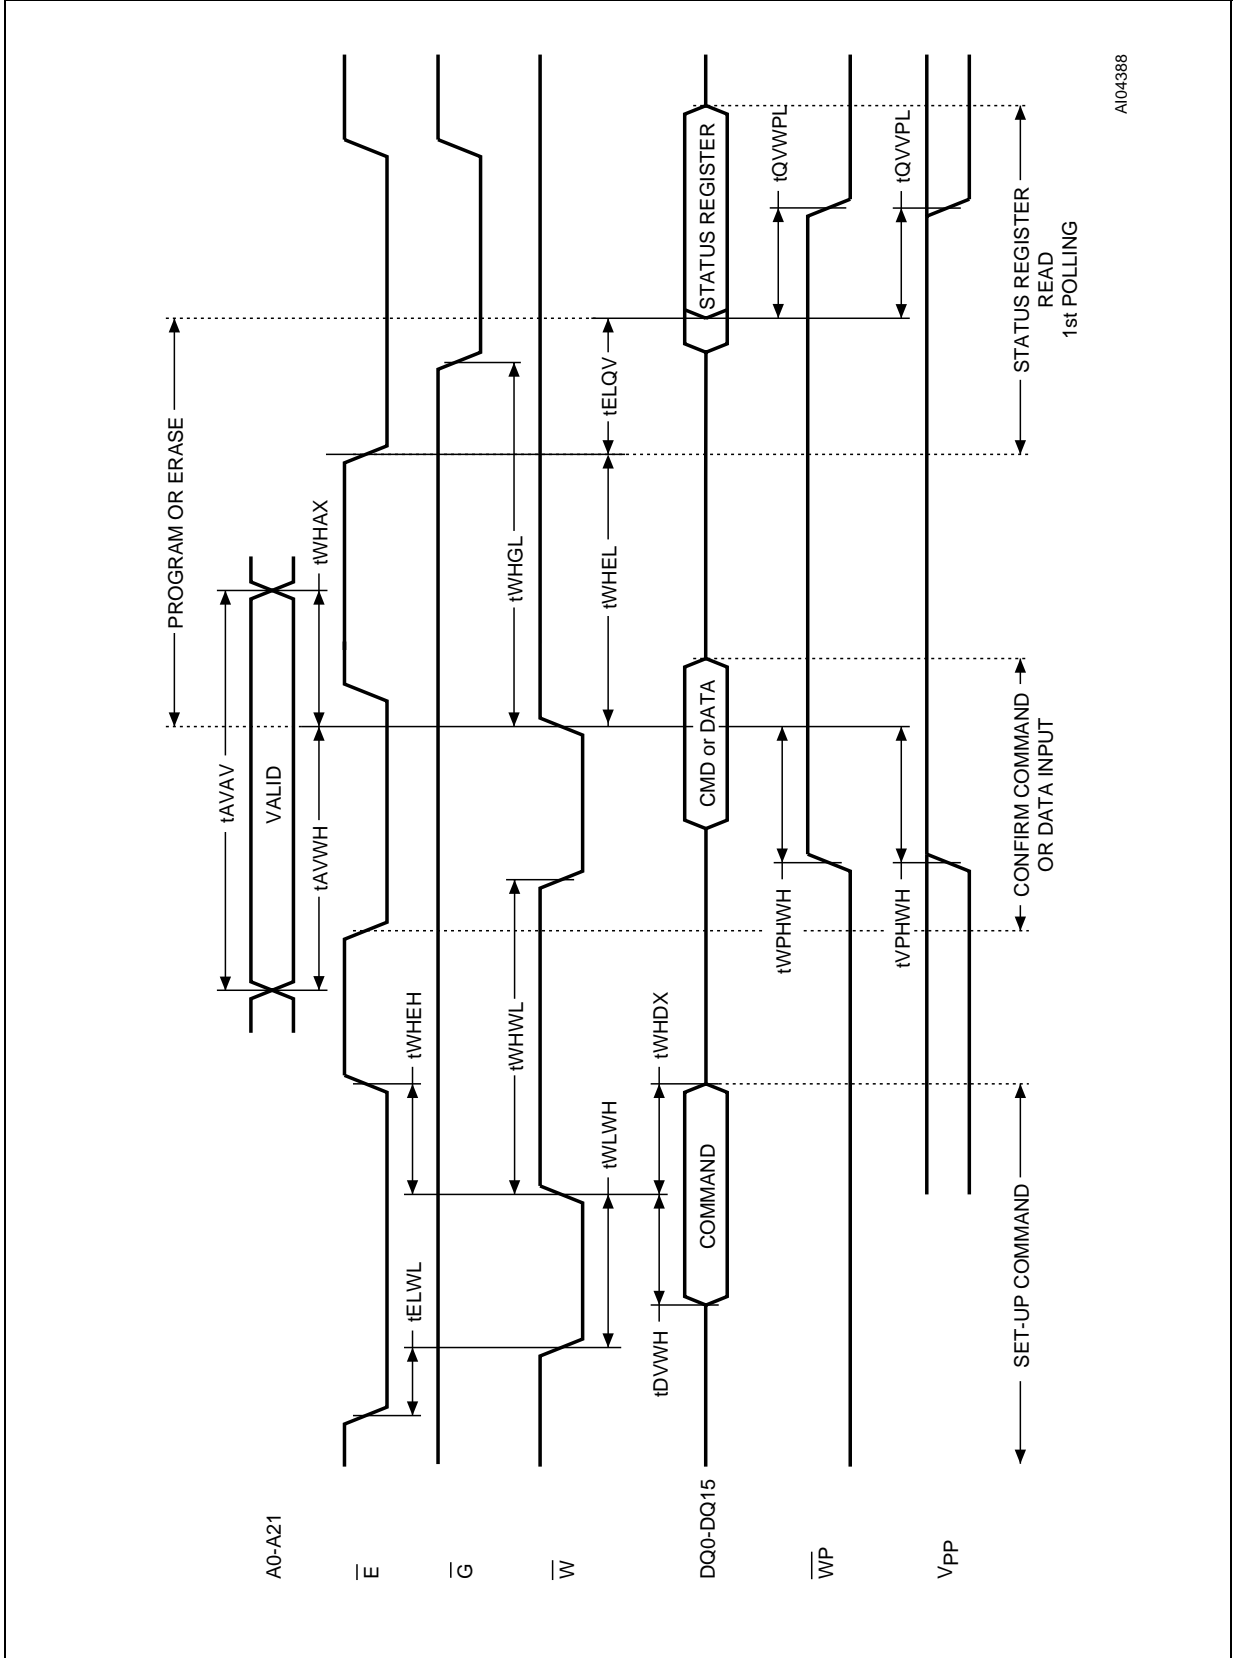 PROGRAM OR ERASE
tAVAV
A0-A21
VALID
tAVWH
tWHAX
E
tELWL
tWHEH
G
tWHWL
tWHGL
W
tWLWH
tWHEL
tELQV
tDVWH
tWHDX
DQ0-DQ15
COMMAND
CMD or DATA
STATUS REGISTER
tWPHWH
tQVWPL
WP
tVPHWH
tQVVPL
VPP
SET-UP COMMAND
CONFIRM COMMAND
OR DATA INPUT
STATUS REGISTER
READ
1st POLLING
AI04388